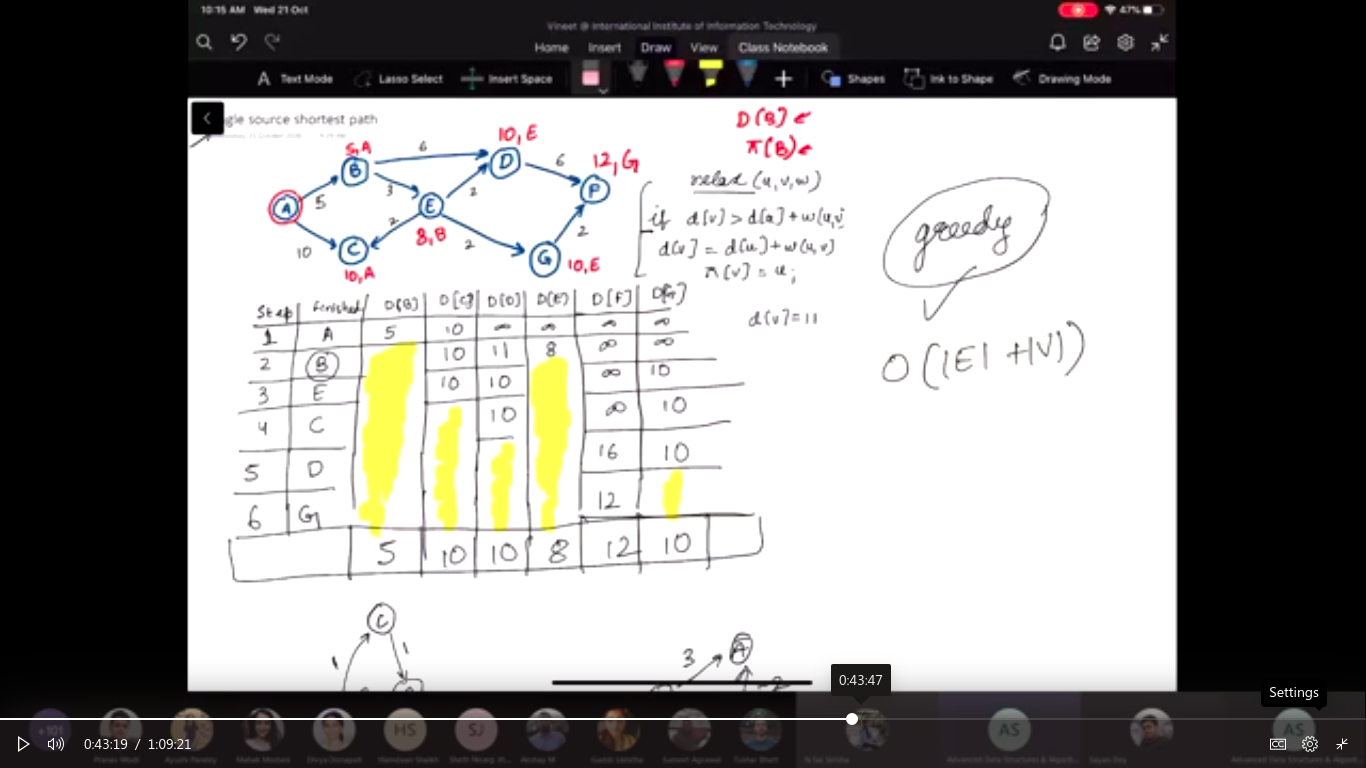 10:15 AM Wed 21 Oct
47%
Vineet @ International Institute of Information Technology
Home Insert Draw View Class Notebook
Text Mode Lasso Select Insert Space Shapes Ink to Shape Drawing Mode
gle source shortest path
D[B] ←
π[B] ←
5,A
10,E
12,G
8,B
10,A
10,E
A B C D E F G
5 10 6 3 2 2 2 6 2
relax (u,v,w)
if d[v] > d[u] + w(u,v)
d[v] = d[u] + w(u,v)
π[v] = u;
d[v] = 11
greedy
O(|E| + |V|)
Step Finished D[B] D[C] D[D] D[E] D[F] D[G]
1 A 5 10 ∞ ∞ ∞ ∞
2 B 10 11 8 ∞ ∞
3 E 10 10 ∞ 10
4 C 10 ∞ 10
5 D 16 10
6 G 12
5 10 10 8 12 10
C
1 1
3 A
-2
0:43:47
Settings
+101 HS SJ AS AS
0:43:19 / 1:09:21